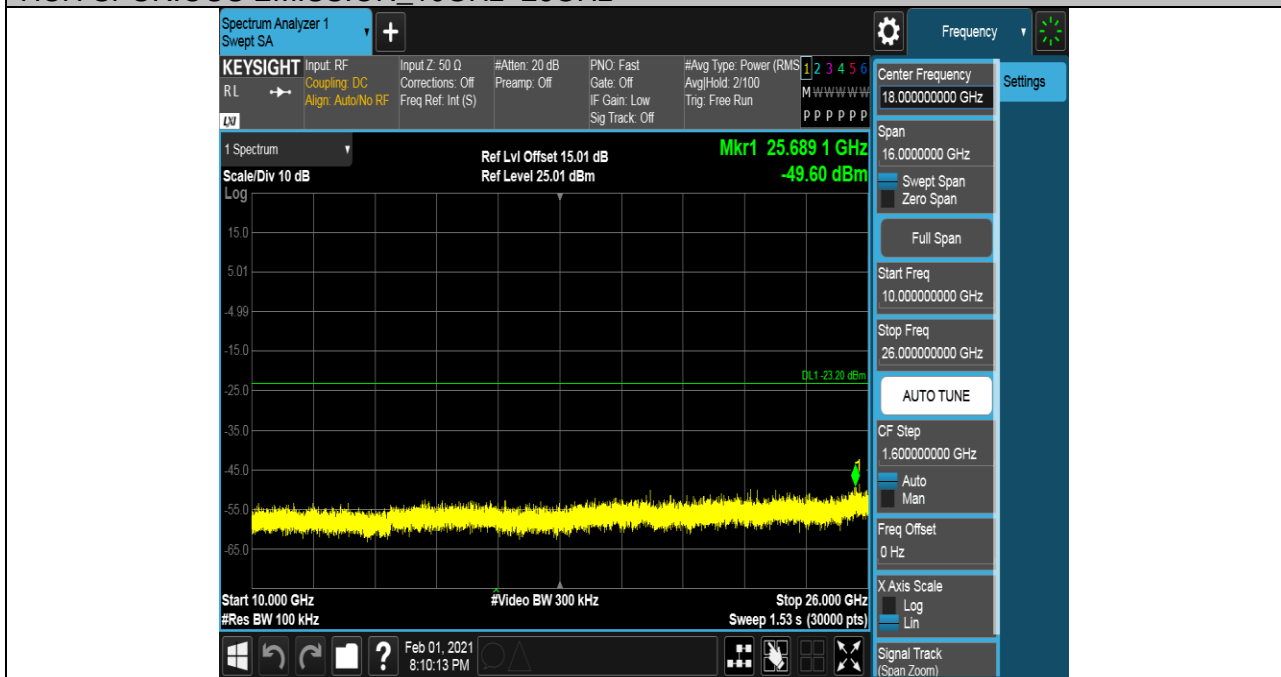 Spectrum Analyzer 1
Swept SA
+
Frequency
KEYSIGHT
RL
LXI
Input: RF
Coupling: DC
Align: Auto/No RF
Input Z: 50 Ω
Corrections: Off
Freq Ref: Int (S)
#Atten: 20 dB
Preamp: Off
PNO: Fast
Gate: Off
IF Gain: Low
Sig Track: Off
#Avg Type: Power (RMS
Avg|Hold: 2/100
Trig: Free Run
1 2 3 4 5 6
M W W W W W
P P P P P P
Center Frequency
18.000000000 GHz
Settings
1 Spectrum
Scale/Div 10 dB
Ref Lvl Offset 15.01 dB
Ref Level 25.01 dBm
Mkr1 25.689 1 GHz
-49.60 dBm
Log
15.0
5.01
-4.99
-15.0
-25.0
-35.0
-45.0
-55.0
-65.0
DL1 -23.20 dBm
1
Start 10.000 GHz
#Video BW 300 kHz
Stop 26.000 GHz
#Res BW 100 kHz
Sweep 1.53 s (30000 pts)
Span
16.0000000 GHz
Swept Span
Zero Span
Full Span
Start Freq
10.000000000 GHz
Stop Freq
26.000000000 GHz
AUTO TUNE
CF Step
1.600000000 GHz
Auto
Man
Freq Offset
0 Hz
X Axis Scale
Log
Lin
Signal Track
(Span Zoom)
?
Feb 01, 2021
8:10:13 PM